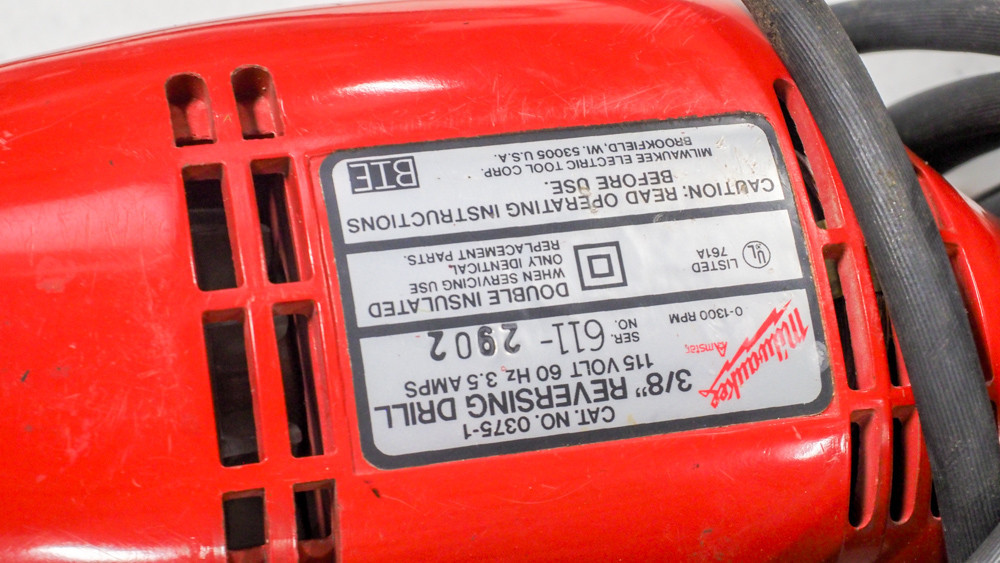 CAT. NO. 0375-1
3/8" REVERSING DRILL
115 VOLT 60 Hz 3.5 AMPS
Milwaukee
Amstar
SER. NO. 611-2902
0-1300 RPM
DOUBLE INSULATED
WHEN SERVICING USE
ONLY IDENTICAL
REPLACEMENT PARTS.
UL
LISTED
761A
CAUTION: READ OPERATING INSTRUCTIONS
BEFORE USE.
MILWAUKEE ELECTRIC TOOL CORP.
BROOKFIELD, WI. 53005 U.S.A.
BTE